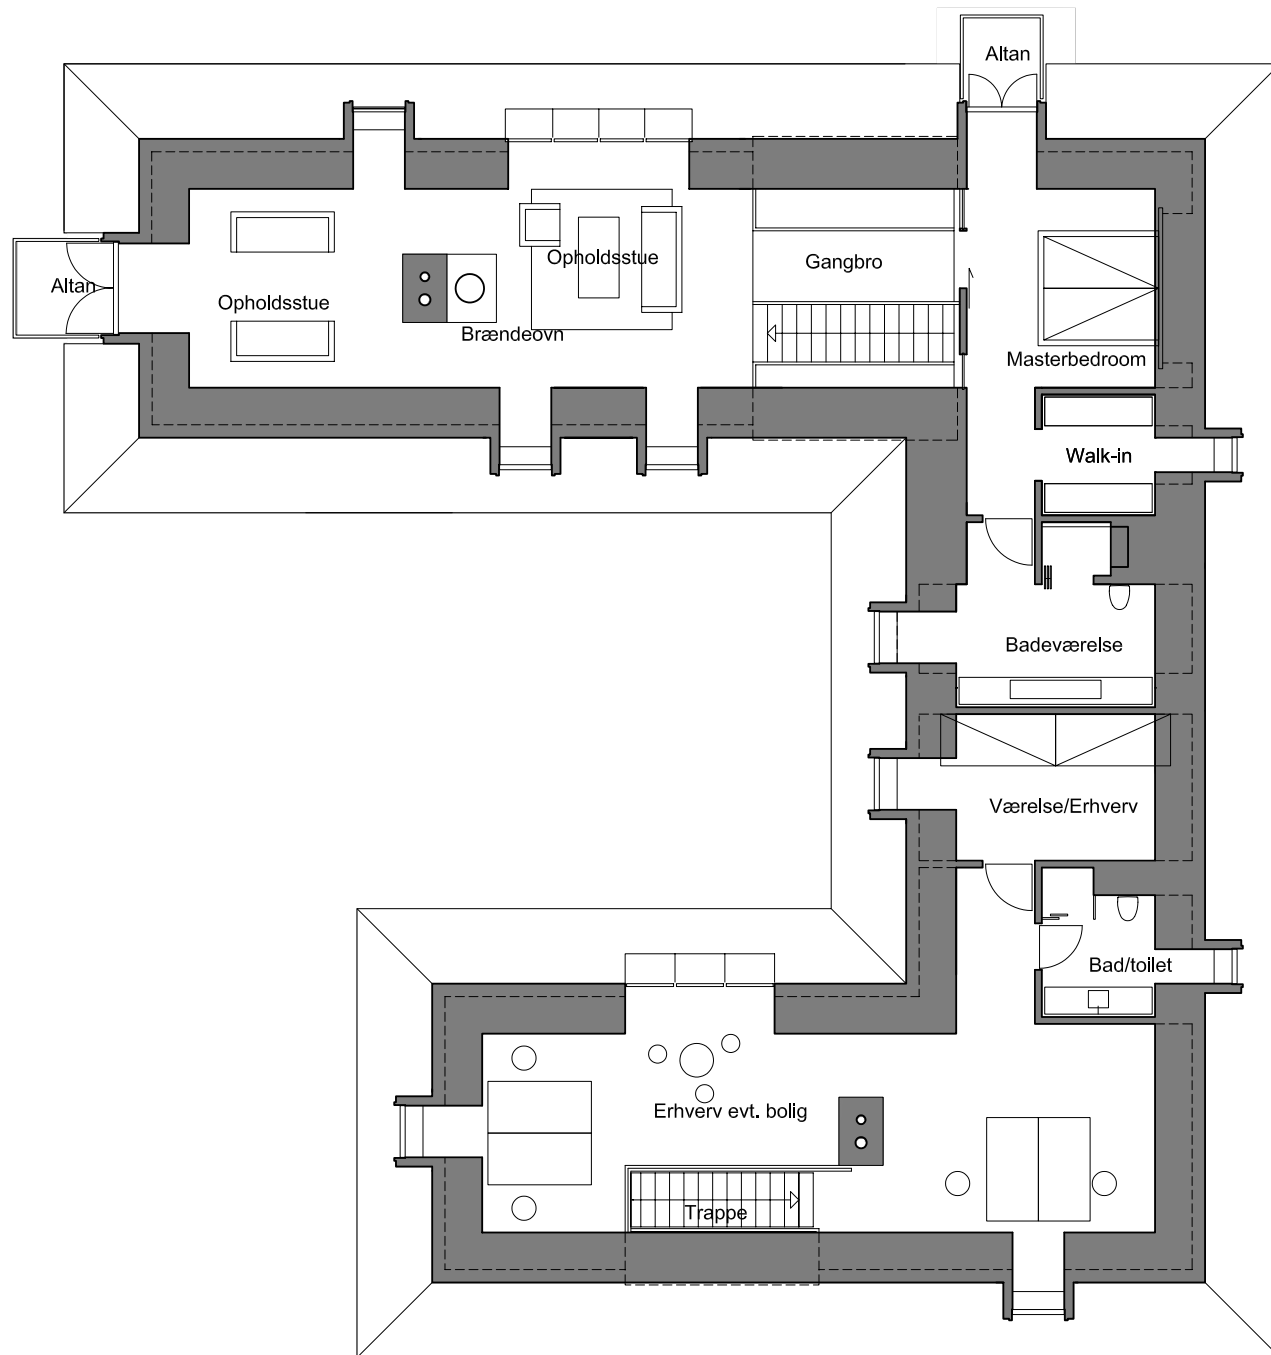 Altan
Opholdsstue
Gangbro
Altan
Opholdsstue
Brændeovn
Masterbedroom
Walk-in
Badeværelse
Værelse/Erhverv
Bad/toilet
Erhverv evt. bolig
Trappe